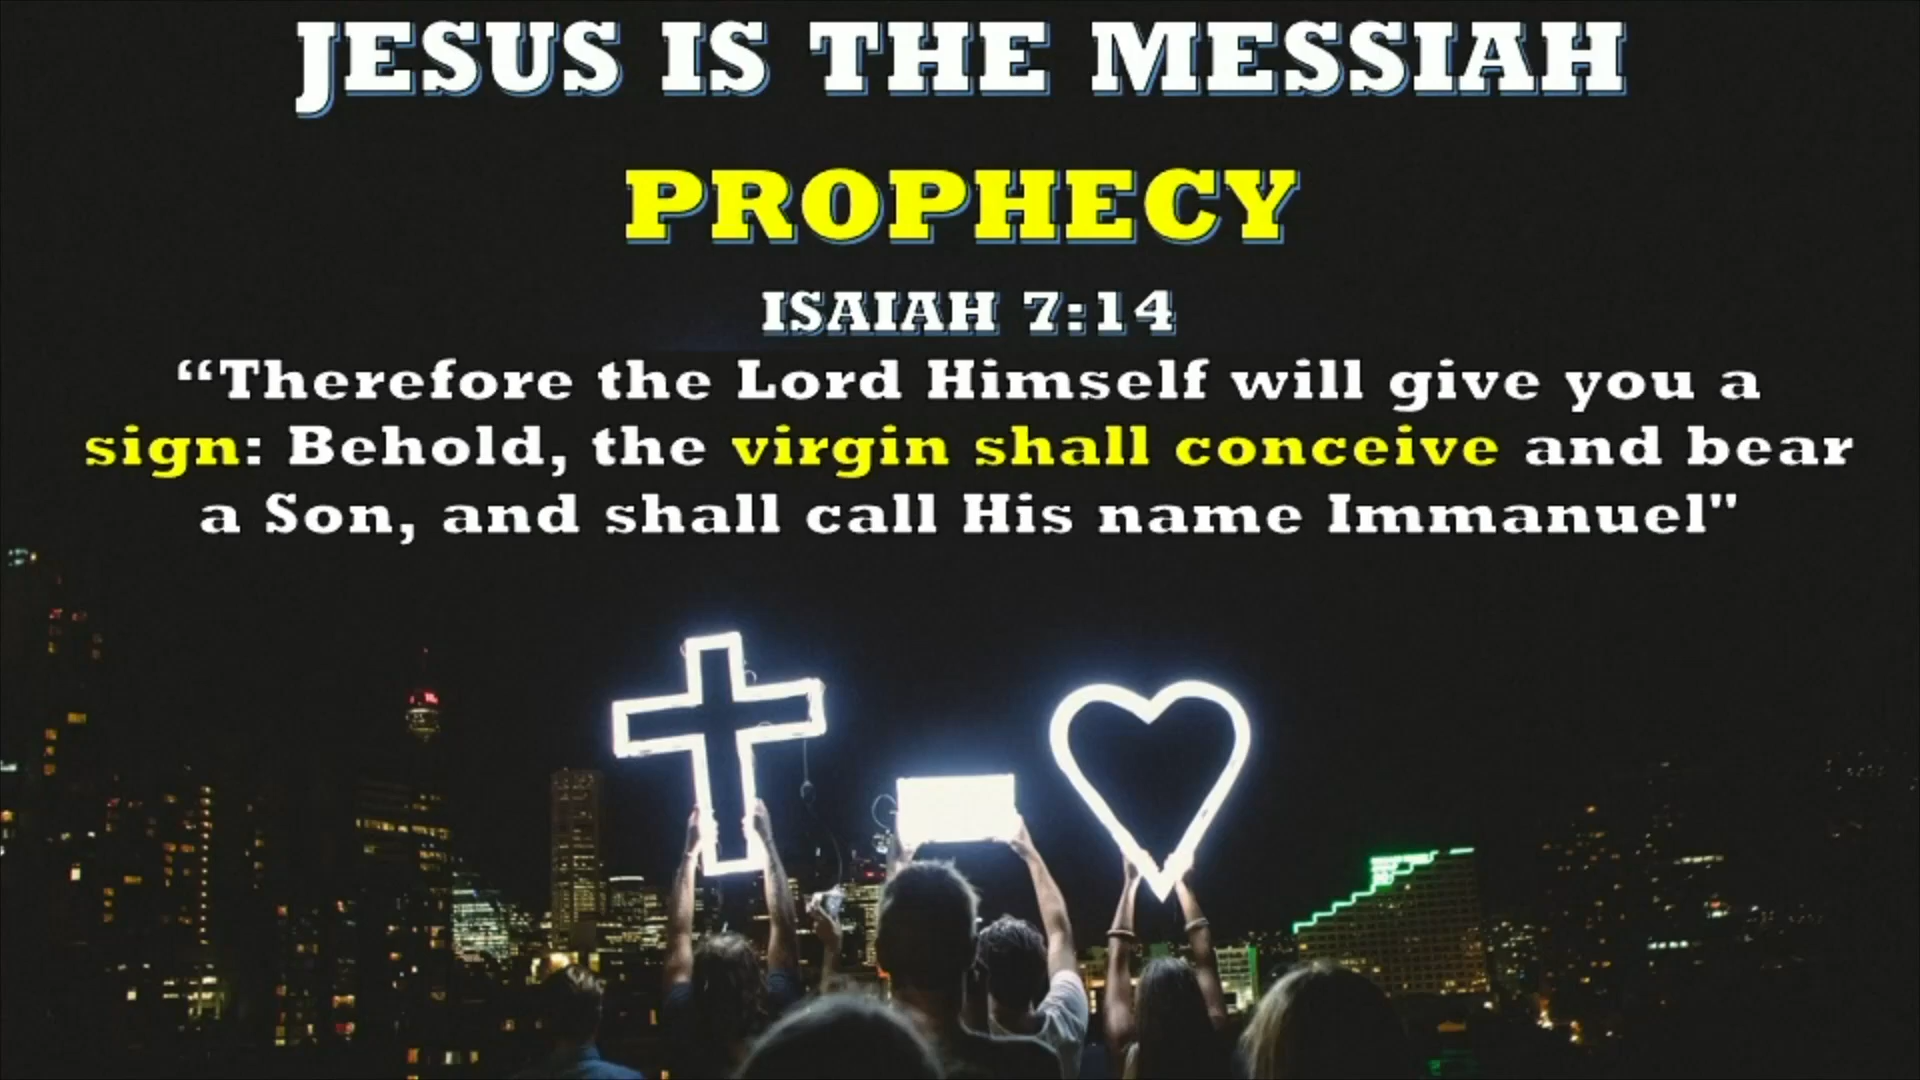 JESUS IS THE MESSIAH
PROPHECY
ISAIAH 7:14
“Therefore the Lord Himself will give you a
sign: Behold, the virgin shall conceive and bear
a Son, and shall call His name Immanuel"